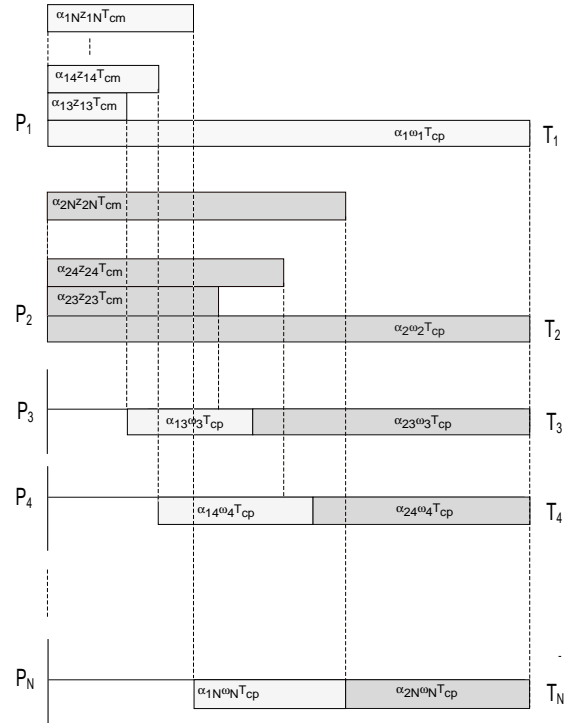 α1Nz1NTcm
α14z14Tcm
α13z13Tcm
P1 α1ω1Tcp T1
α2Nz2NTcm
α24z24Tcm
α23z23Tcm
P2 α2ω2Tcp T2
P3 α13ω3Tcp α23ω3Tcp T3
P4 α14ω4Tcp α24ω4Tcp T4
PN α1NωNTcp α2NωNTcp TN